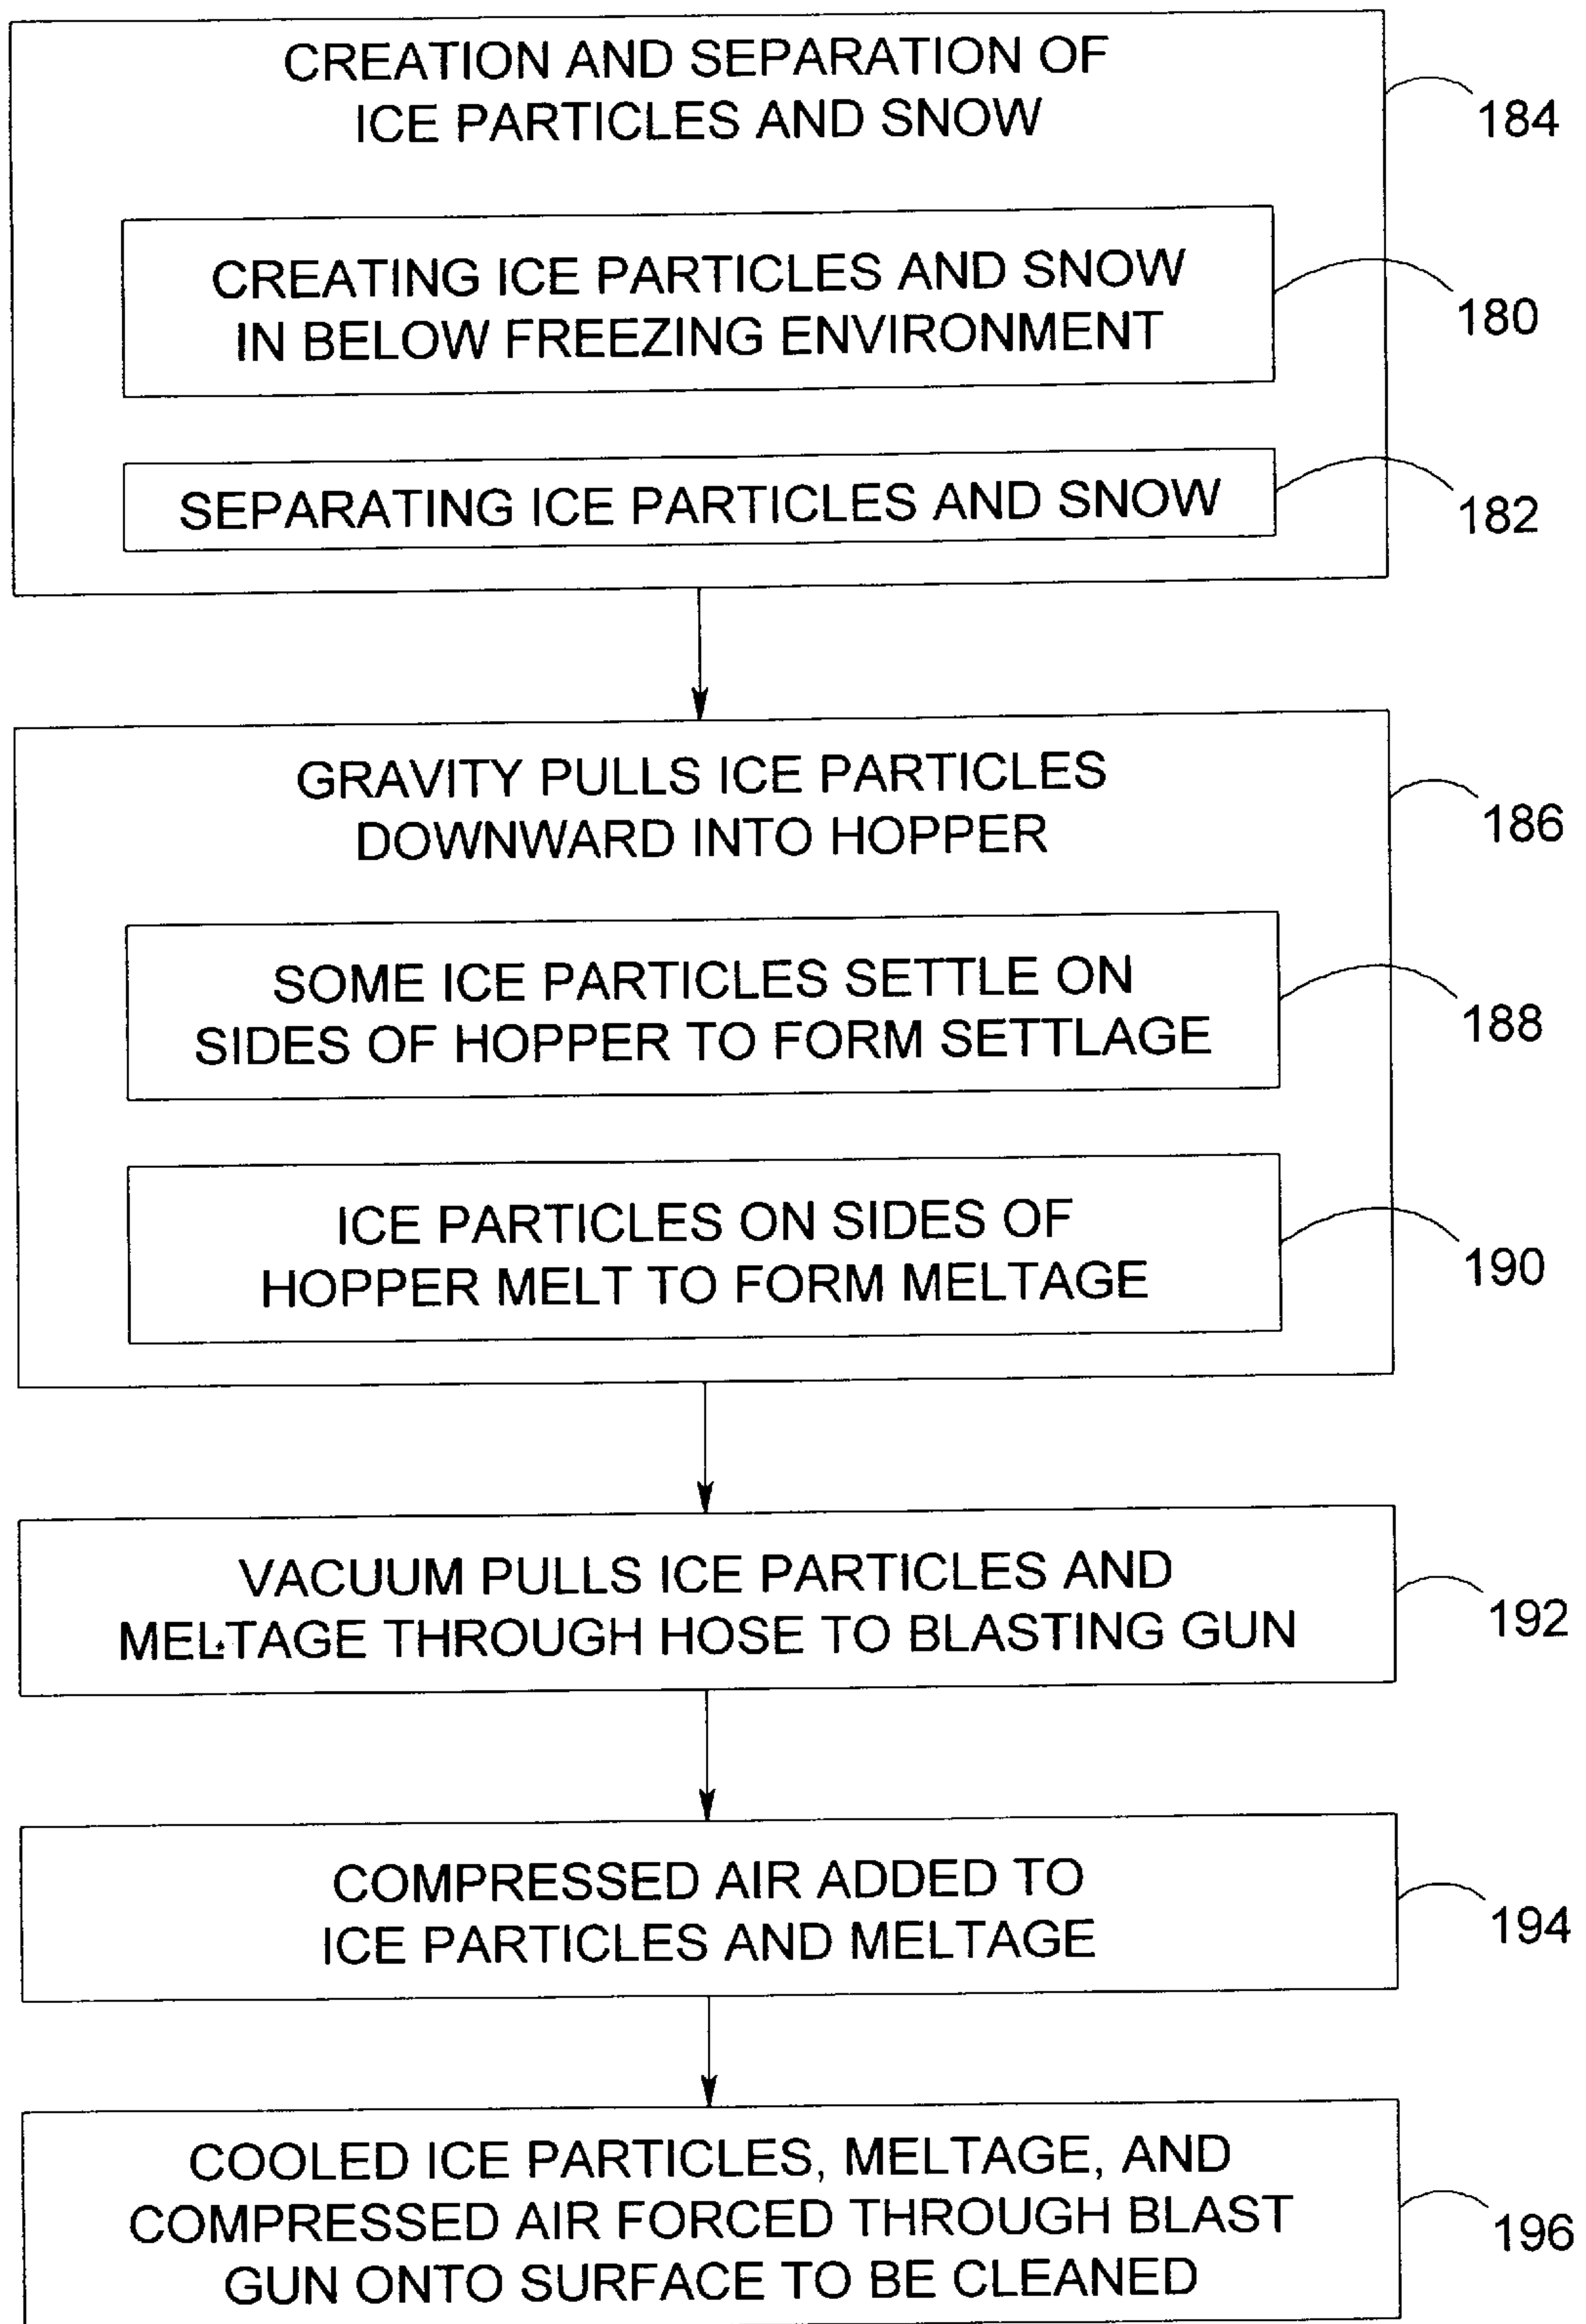 CREATION AND SEPARATION OF
ICE PARTICLES AND SNOW
184
CREATING ICE PARTICLES AND SNOW
IN BELOW FREEZING ENVIRONMENT
180
SEPARATING ICE PARTICLES AND SNOW
182
GRAVITY PULLS ICE PARTICLES
DOWNWARD INTO HOPPER
186
SOME ICE PARTICLES SETTLE ON
SIDES OF HOPPER TO FORM SETTLAGE
188
ICE PARTICLES ON SIDES OF
HOPPER MELT TO FORM MELTAGE
190
VACUUM PULLS ICE PARTICLES AND
MELTAGE THROUGH HOSE TO BLASTING GUN
192
COMPRESSED AIR ADDED TO
ICE PARTICLES AND MELTAGE
194
COOLED ICE PARTICLES, MELTAGE, AND
COMPRESSED AIR FORCED THROUGH BLAST
GUN ONTO SURFACE TO BE CLEANED
196